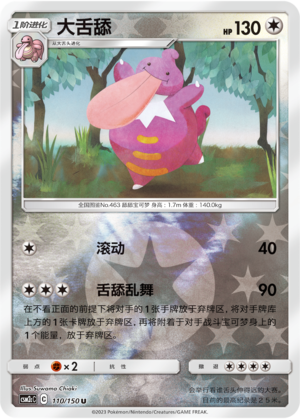 1阶进化
大舌舔
HP 130
从大舌头进化
全国图鉴No.463 舔舔宝可梦 身高：1.7m 体重：140.0kg
滚动 40
舌舔乱舞 90
在不看正面的前提下将对手的1张手牌放于弃牌区，将对手牌库
上方的1张卡牌放于弃牌区，再将附着于对手战斗宝可梦身上的
1个能量，放于弃牌区。
弱点 ×2 抵抗力 撤退
Illus. Suwama Chiaki
CSM2cC C 110/150 U
©2023 Pokémon/Nintendo/Creatures/GAME FREAK.